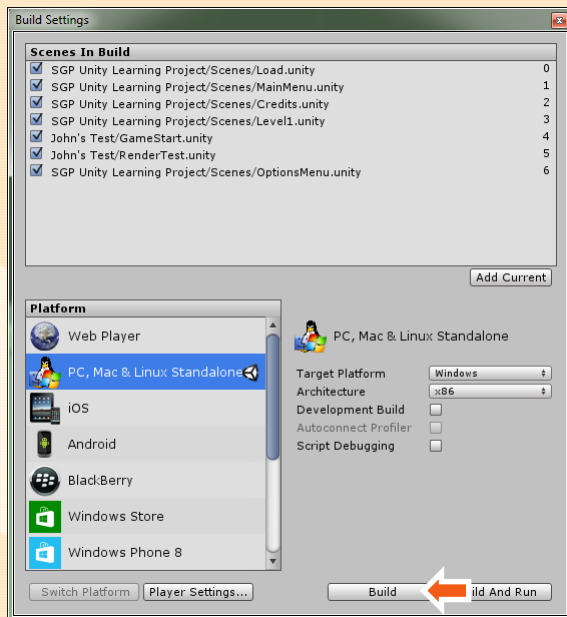 Build Settings
Scenes In Build
SGP Unity Learning Project/Scenes/Load.unity 0
SGP Unity Learning Project/Scenes/MainMenu.unity 1
SGP Unity Learning Project/Scenes/Credits.unity 2
SGP Unity Learning Project/Scenes/Level1.unity 3
John's Test/GameStart.unity 4
John's Test/RenderTest.unity 5
SGP Unity Learning Project/Scenes/OptionsMenu.unity 6
Add Current
Platform
Web Player
PC, Mac & Linux Standalone
iOS
Android
BlackBerry
Windows Store
Windows Phone 8
PC, Mac & Linux Standalone
Target Platform Windows
Architecture x86
Development Build
Autoconnect Profiler
Script Debugging
Switch Platform Player Settings... Build ild And Run